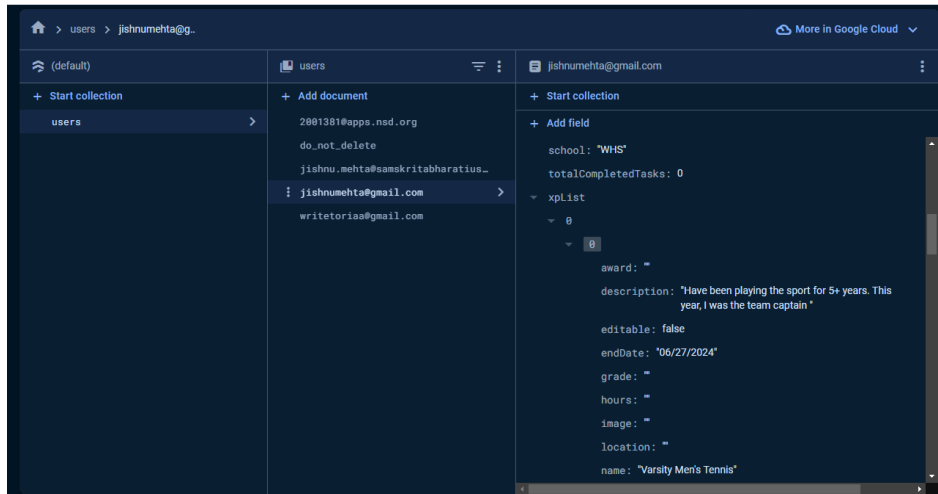 > users > jishnumehta@g..
More in Google Cloud
(default)
users
jishnumehta@gmail.com
+ Start collection
+ Add document
+ Start collection
users
2001381@apps.nsd.org
+ Add field
do_not_delete
school: "WHS"
jishnu.mehta@samskritabharatius…
totalCompletedTasks: 0
jishnumehta@gmail.com
xpList
writetoriaa@gmail.com
0
0
award: ""
description: "Have been playing the sport for 5+ years. This
year, I was the team captain "
editable: false
endDate: "06/27/2024"
grade: ""
hours: ""
image: ""
location: ""
name: "Varsity Men's Tennis"